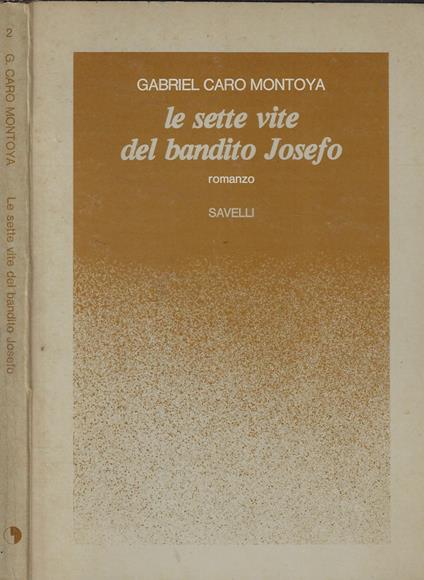 2 G. CARO MONTOYA Le sette vite del bandito Josefo
GABRIEL CARO MONTOYA
le sette vite
del bandito Josefo
romanzo
SAVELLI